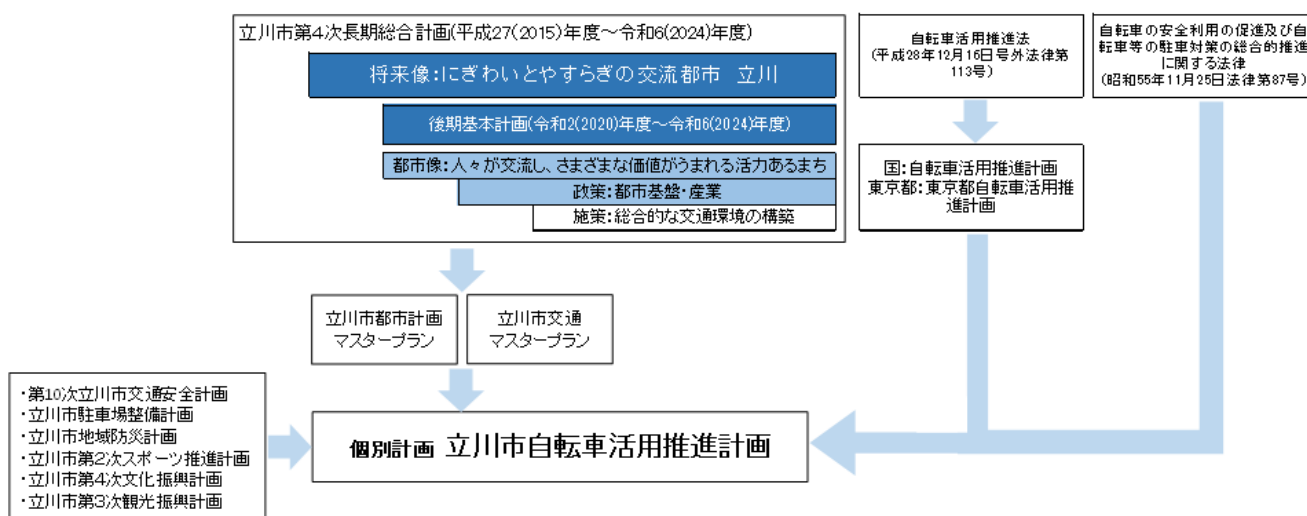 立川市第4次長期総合計画(平成27(2015)年度～令和6(2024)年度)
将来像:にぎわいとやすらぎの交流都市　立川
後期基本計画(令和2(2020)年度～令和6(2024)年度)
都市像:人々が交流し、さまざまな価値がうまれる活力あるまち
政策:都市基盤・産業
施策:総合的な交通環境の構築
自転車活用推進法
(平成28年12月16日号外法律第
113号)
自転車の安全利用の促進及び自
転車等の駐車対策の総合的推進
に関する法律
(昭和55年11月25日法律第87号)
国:自転車活用推進計画
東京都:東京都自転車活用推
進計画
立川市都市計画
マスタープラン
立川市交通
マスタープラン
・第10次立川市交通安全計画
・立川市駐車場整備計画
・立川市地域防災計画
・立川市第2次スポーツ推進計画
・立川市第4次文化振興計画
・立川市第3次観光振興計画
個別計画 立川市自転車活用推進計画